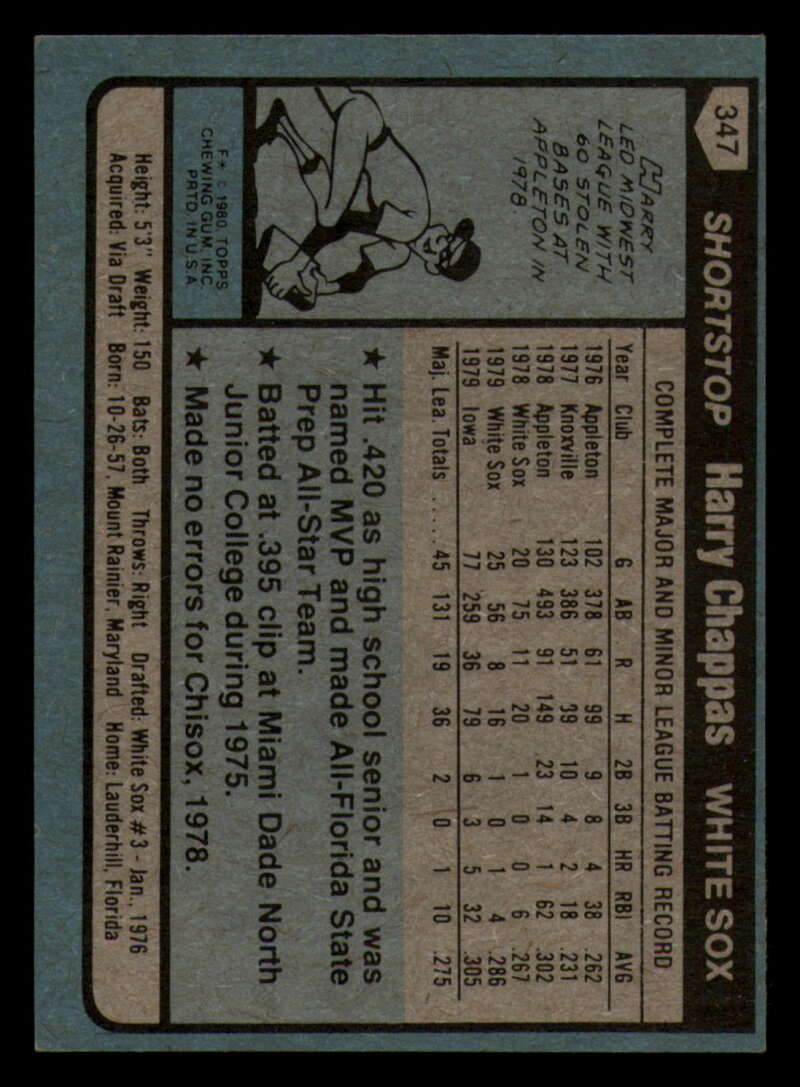 347
SHORTSTOP Harry Chappas WHITE SOX
HARRY
LED MIDWEST
LEAGUE WITH
60 STOLEN
BASES AT
APPLETON IN
1978.
F★ © 1980 TOPPS
CHEWING GUM, INC.
PRTD IN U.S.A
COMPLETE MAJOR AND MINOR LEAGUE BATTING RECORD
Year Club G AB R H 2B 3B HR RBI AVG
1976 Appleton 102 378 61 99 9 8 4 38 .262
1977 Knoxville 123 386 51 39 10 4 2 18 .231
1978 Appleton 130 493 91 149 23 14 1 62 .302
1978 White Sox 20 75 11 20 1 0 0 6 .267
1979 White Sox 25 56 8 16 1 0 1 4 .286
1979 Iowa 77 259 36 79 6 3 5 32 .305
Maj. Lea. Totals ..... 45 131 19 36 2 0 1 10 .275
★ Hit .420 as high school senior and was
named MVP and made All-Florida State
Prep All-Star Team.
★ Batted at .395 clip at Miami Dade North
Junior College during 1975.
★ Made no errors for Chisox, 1978.
Height: 5'3" Weight: 150 Bats: Both Throws: Right Drafted: White Sox #3 - Jan., 1976
Acquired: Via Draft Born: 10-26-57, Mount Rainier, Maryland Home: Lauderhill, Florida